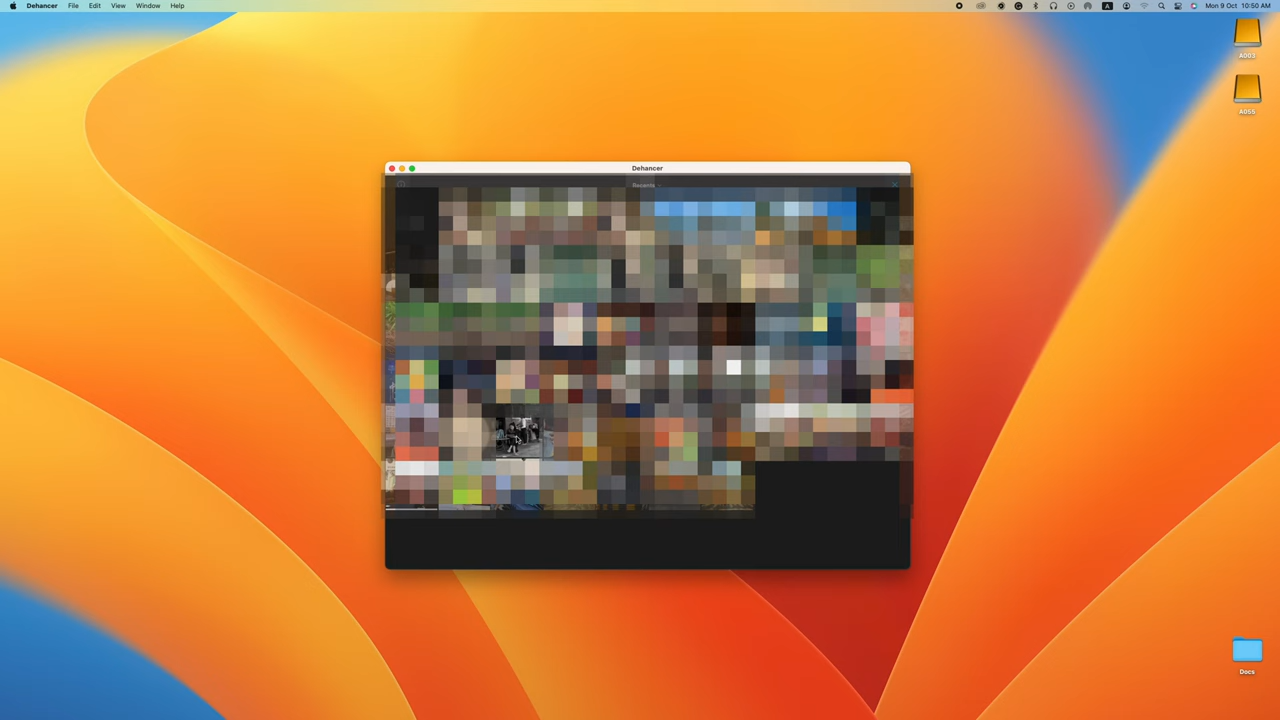 Dehancer File Edit View Window Help
A Mon 9 Oct 10:50 AM
A003
A055
Dehancer
Recents
Docs